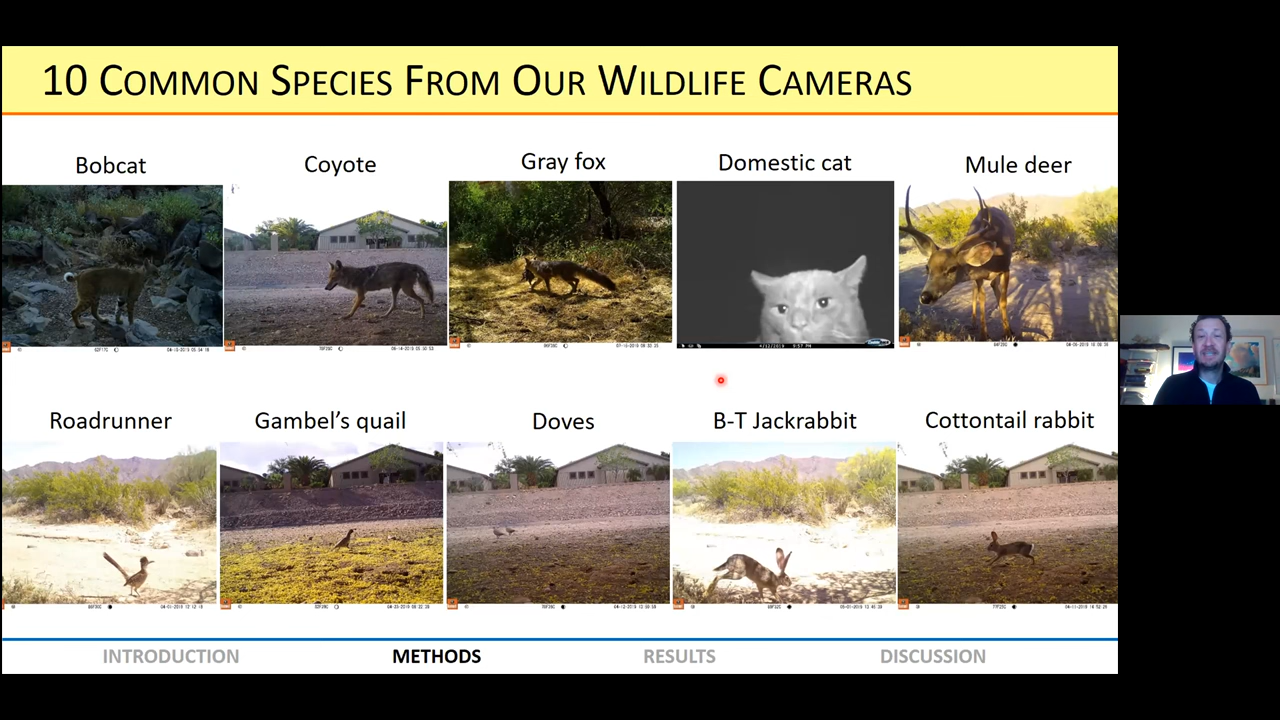 10 COMMON SPECIES FROM OUR WILDLIFE CAMERAS
Bobcat
Coyote
Gray fox
Domestic cat
Mule deer
Roadrunner
Gambel's quail
Doves
B-T Jackrabbit
Cottontail rabbit
INTRODUCTION
METHODS
RESULTS
DISCUSSION